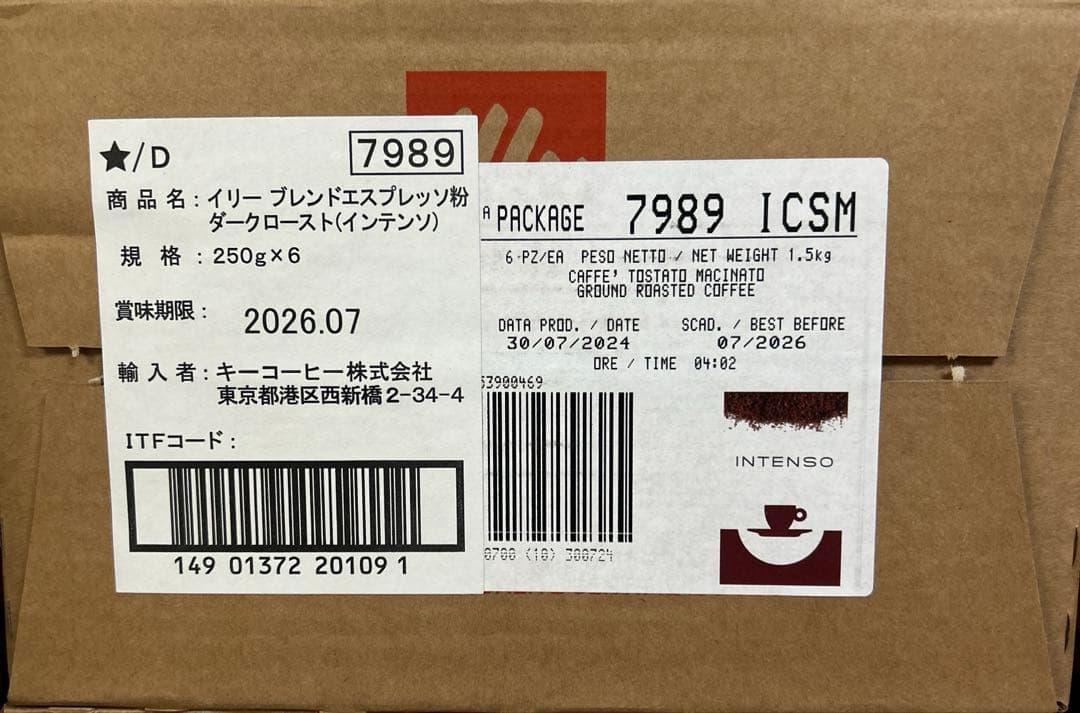 ★/D 7989
商品名：イリー ブレンドエスプレッソ粉
ダークロースト(インテンソ)
規　格：250g×6
賞味期限：
2026.07
輸入者：キーコーヒー株式会社
東京都港区西新橋2-34-4
ITFコード：
149 01372 20109 1
A PACKAGE 7989 ICSM
6 PZ/EA PESO NETTO / NET WEIGHT 1.5kg
CAFFE' TOSTATO MACINATO
GROUND ROASTED COFFEE
DATA PROD. / DATE SCAD. / BEST BEFORE
30/07/2024 07/2026
ORE / TIME 04:02
53900469
0700 (10) 300724
INTENSO